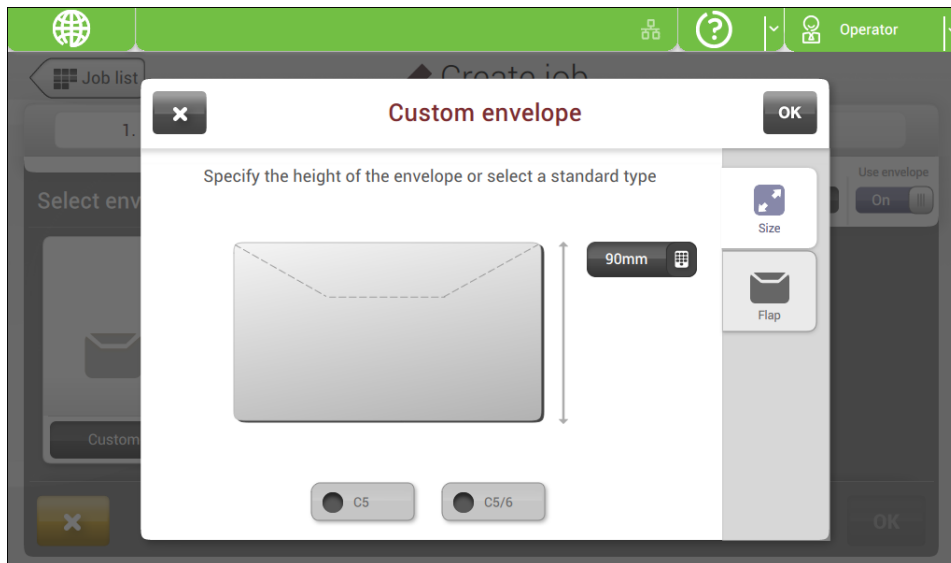 Operator
Job list
Create job
Custom envelope
OK
1.
Specify the height of the envelope or select a standard type
Use envelope
On
Select env
Size
90mm
Flap
Custom
C5
C5/6
OK